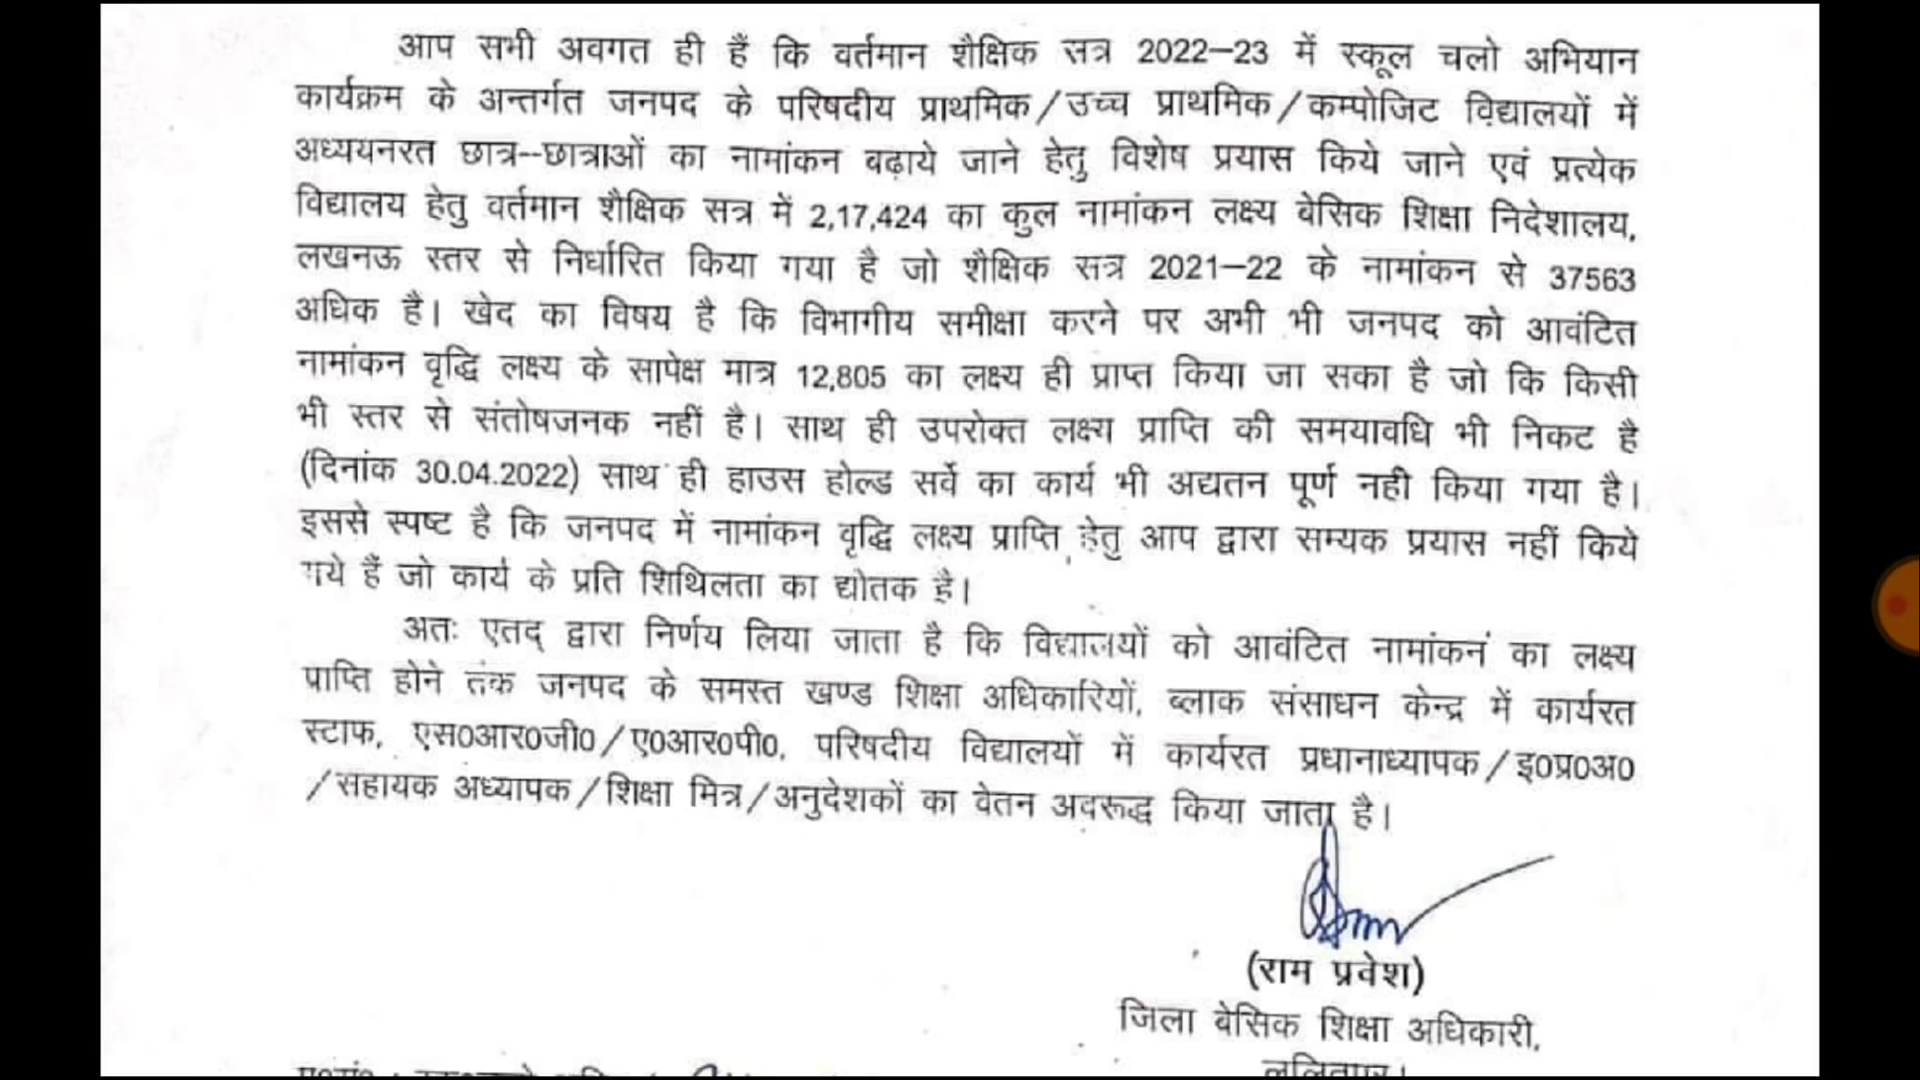 आप सभी अवगत ही हैं कि वर्तमान शैक्षिक सत्र 2022–23 में स्कूल चलो अभियान
कार्यक्रम के अन्तर्गत जनपद के परिषदीय प्राथमिक/उच्च प्राथमिक/कम्पोजिट विद्यालयों में
अध्ययनरत छात्र–छात्राओं का नामांकन बढ़ाये जाने हेतु विशेष प्रयास किये जाने एवं प्रत्येक
विद्यालय हेतु वर्तमान शैक्षिक सत्र में 2,17,424 का कुल नामांकन लक्ष्य बेसिक शिक्षा निदेशालय,
लखनऊ स्तर से निर्धारित किया गया है जो शैक्षिक सत्र 2021–22 के नामांकन से 37563
अधिक है। खेद का विषय है कि विभागीय समीक्षा करने पर अभी भी जनपद को आवंटित
नामांकन वृद्धि लक्ष्य के सापेक्ष मात्र 12,805 का लक्ष्य ही प्राप्त किया जा सका है जो कि किसी
भी स्तर से संतोषजनक नहीं है। साथ ही उपरोक्त लक्ष्य प्राप्ति की समयावधि भी निकट है
(दिनांक 30.04.2022) साथ ही हाउस होल्ड सर्वे का कार्य भी अद्यतन पूर्ण नही किया गया है।
इससे स्पष्ट है कि जनपद में नामांकन वृद्धि लक्ष्य प्राप्ति हेतु आप द्वारा सम्यक प्रयास नहीं किये
गये हैं जो कार्य के प्रति शिथिलता का द्योतक है।
अतः एतद् द्वारा निर्णय लिया जाता है कि विद्यालयों को आवंटित नामांकन का लक्ष्य
प्राप्ति होने तक जनपद के समस्त खण्ड शिक्षा अधिकारियों, ब्लाक संसाधन केन्द्र में कार्यरत
स्टाफ, एस0आर0जी0/ए0आर0पी0, परिषदीय विद्यालयों में कार्यरत प्रधानाध्यापक/इ0प्र0अ0
/सहायक अध्यापक/शिक्षा मित्र/अनुदेशकों का वेतन अवरूद्ध किया जाता है।
(राम प्रवेश)
जिला बेसिक शिक्षा अधिकारी,
ललितपुर।